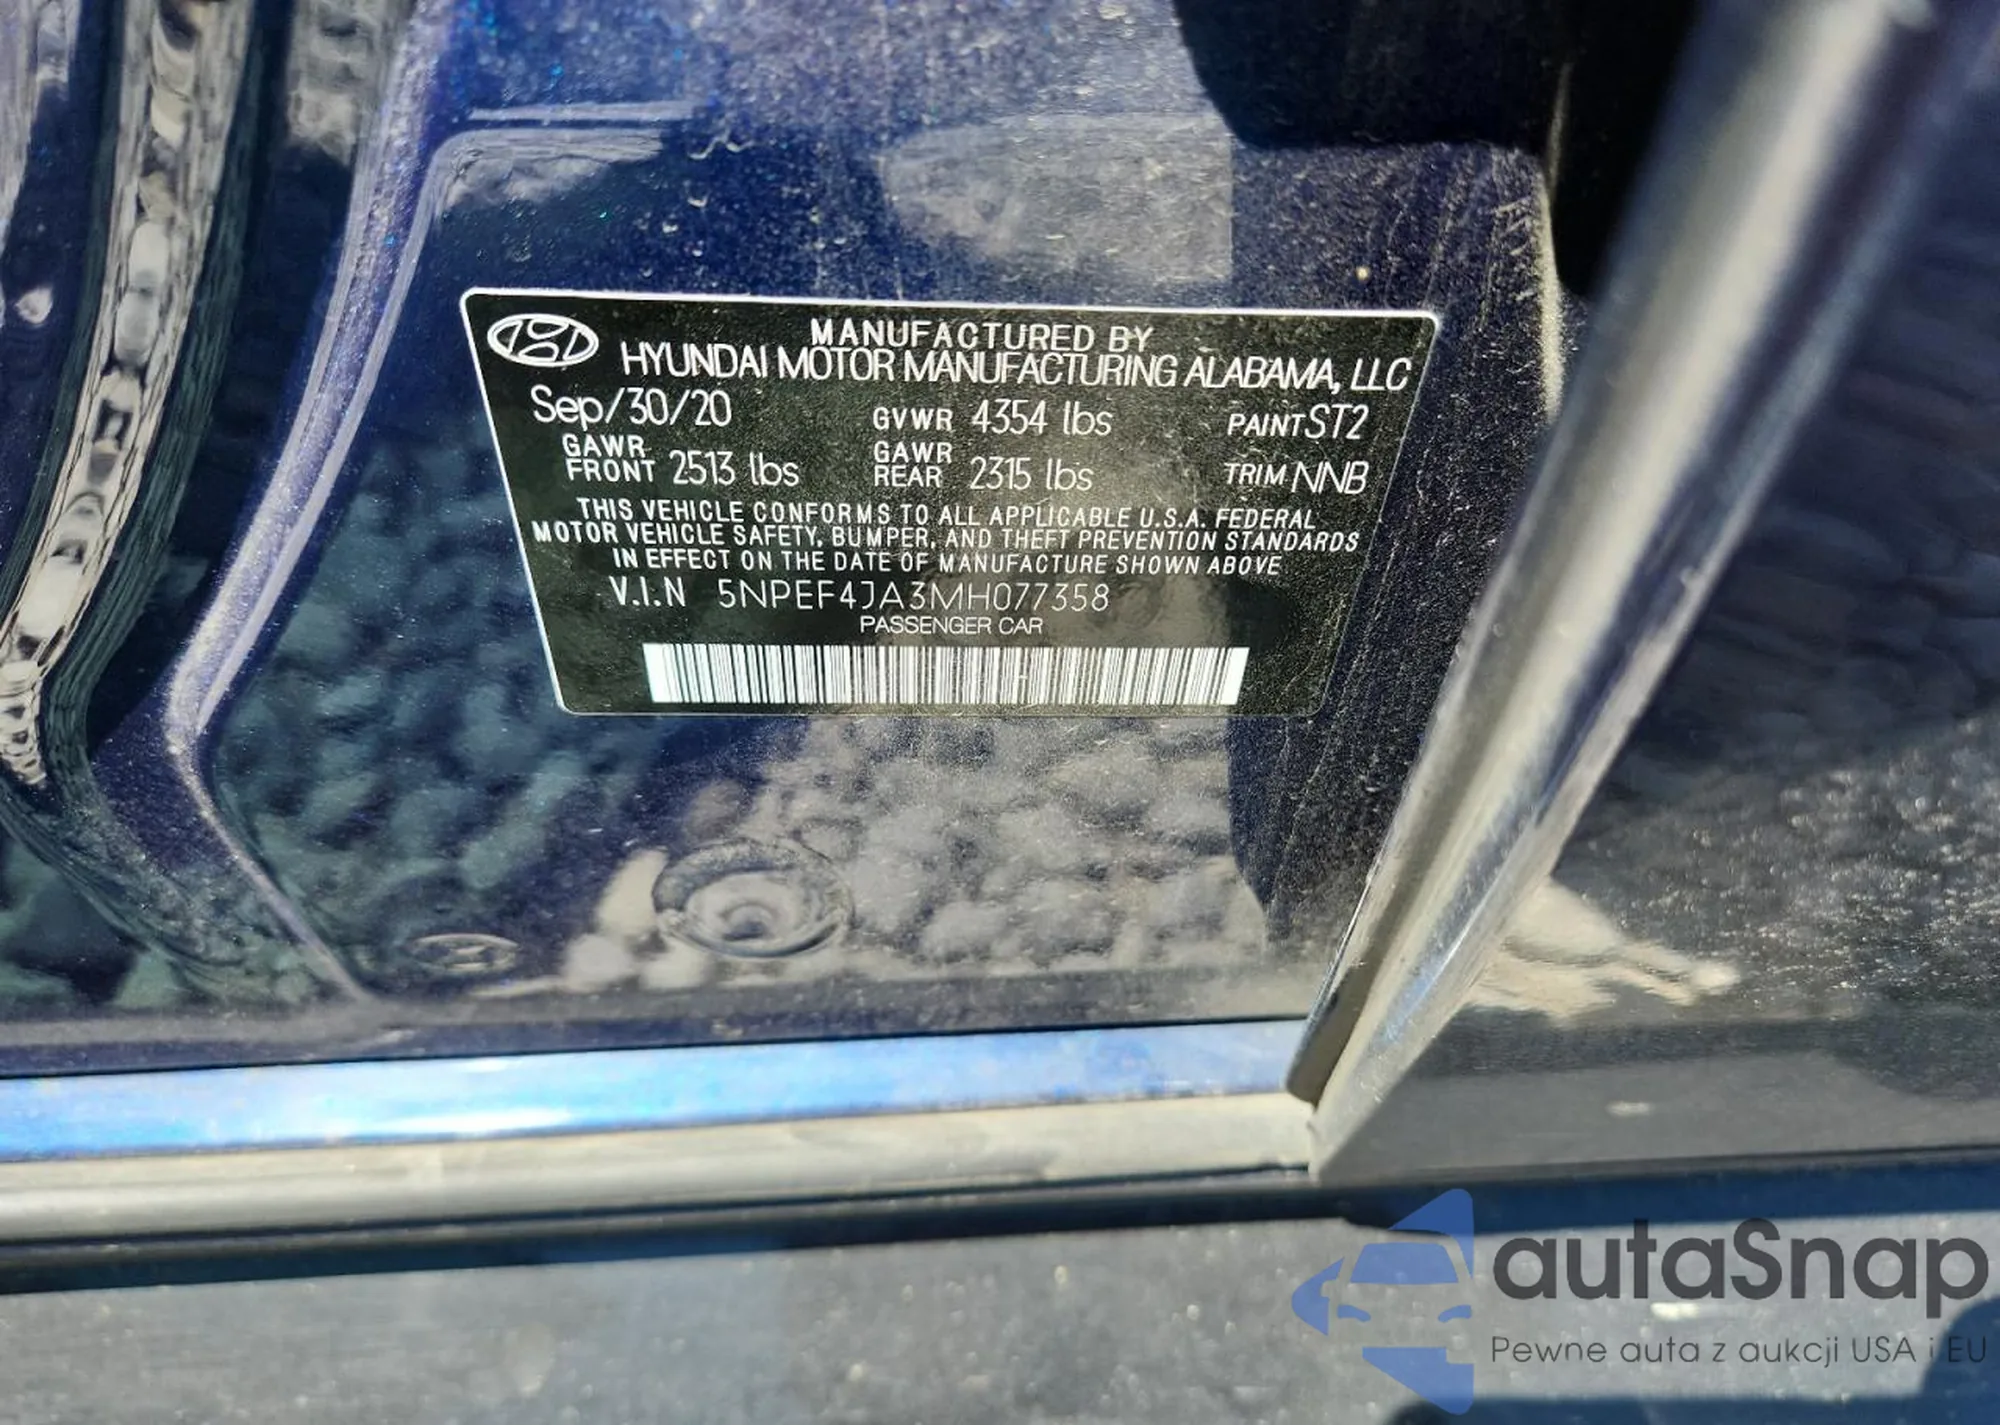 MANUFACTURED BY
HYUNDAI MOTOR MANUFACTURING ALABAMA, LLC
Sep/30/20 GVWR 4354 lbs PAINT ST2
GAWR FRONT 2513 lbs GAWR REAR 2315 lbs TRIM NNB
THIS VEHICLE CONFORMS TO ALL APPLICABLE U.S.A. FEDERAL
MOTOR VEHICLE SAFETY, BUMPER, AND THEFT PREVENTION STANDARDS
IN EFFECT ON THE DATE OF MANUFACTURE SHOWN ABOVE
V.I.N 5NPEF4JA3MH077358
PASSENGER CAR
autaSnap
Pewne auta z aukcji USA i EU